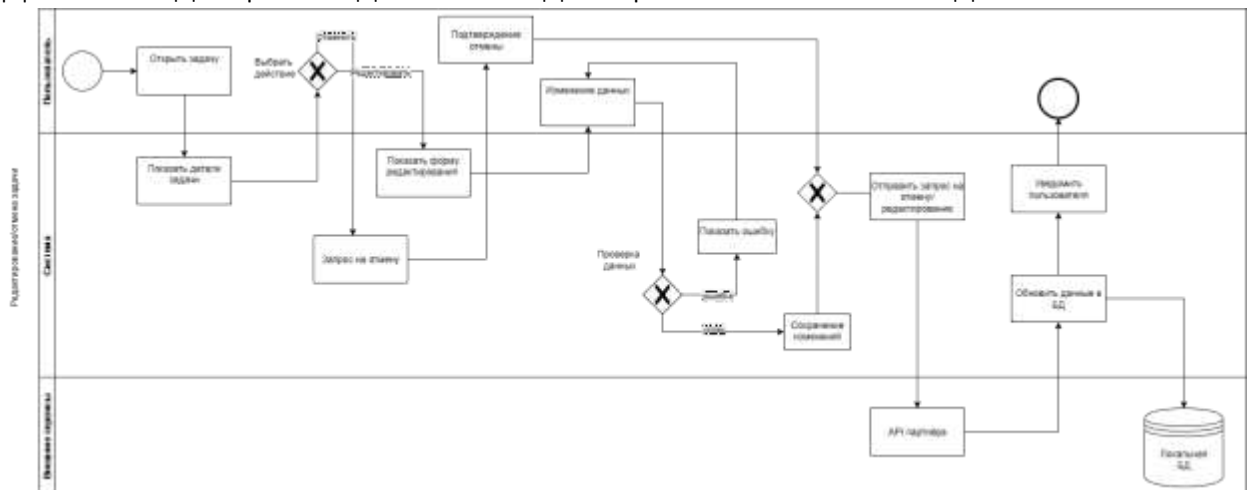 Редактирование/отмена задачи
Пользователь
Система
Внешние сервисы
Открыть задачу
Выбрать
действие
Отменить
Редактировать
Подтверждение
отмены
Изменение данных
Показать детали
задачи
Показать форму
редактирования
Запрос на отмену
Проверка
данных
Показать ошибку
Сохранение
изменений
Отправить запрос на
отмену/
редактирование
Уведомить
пользователя
Обновить данные в
БД
API партнёра
Локальная
БД